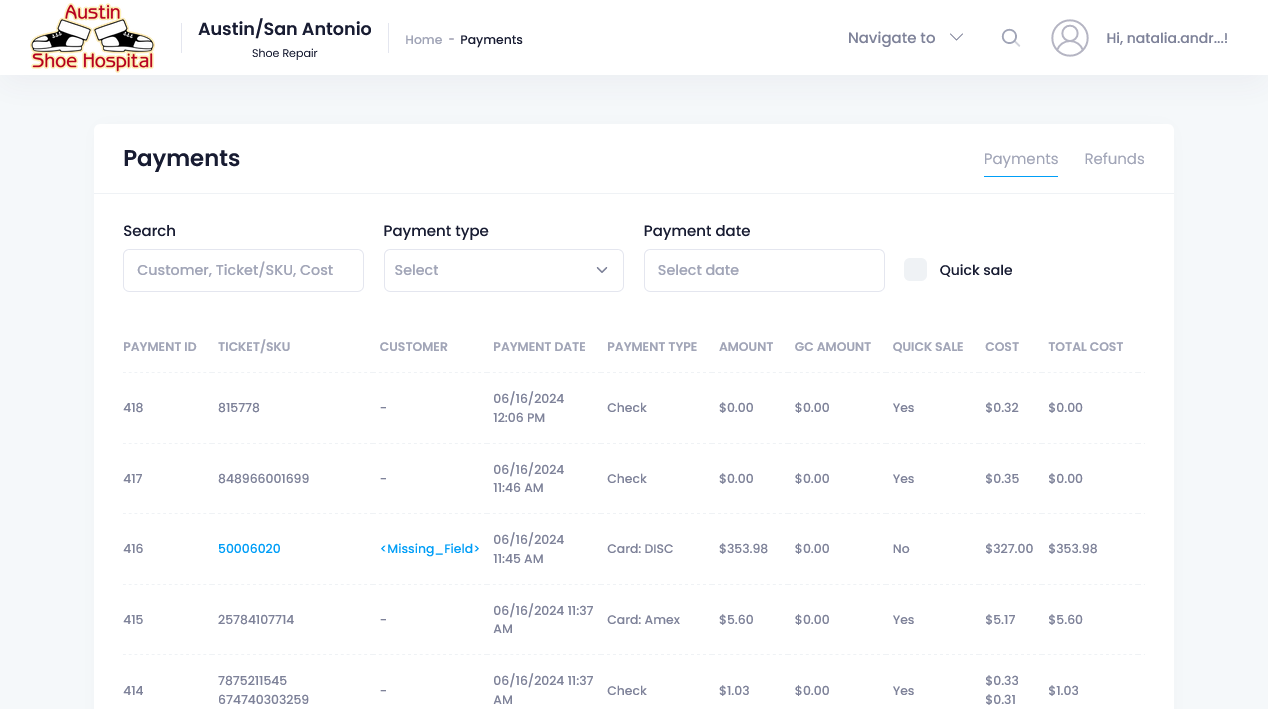 Austin
Shoe Hospital
Austin/San Antonio
Shoe Repair
Home - Payments
Navigate to
Hi, natalia.andr...!
Payments
Payments Refunds
Search Payment type Payment date
Customer, Ticket/SKU, Cost Select Select date Quick sale
PAYMENT ID TICKET/SKU CUSTOMER PAYMENT DATE PAYMENT TYPE AMOUNT GC AMOUNT QUICK SALE COST TOTAL COST
418 815778 - 06/16/2024 12:06 PM Check $0.00 $0.00 Yes $0.32 $0.00
417 848966001699 - 06/16/2024 11:46 AM Check $0.00 $0.00 Yes $0.35 $0.00
416 50006020 <Missing_Field> 06/16/2024 11:45 AM Card: DISC $353.98 $0.00 No $327.00 $353.98
415 25784107714 - 06/16/2024 11:37 AM Card: Amex $5.60 $0.00 Yes $5.17 $5.60
414 7875211545 674740303259 - 06/16/2024 11:37 AM Check $1.03 $0.00 Yes $0.33 $0.31 $1.03